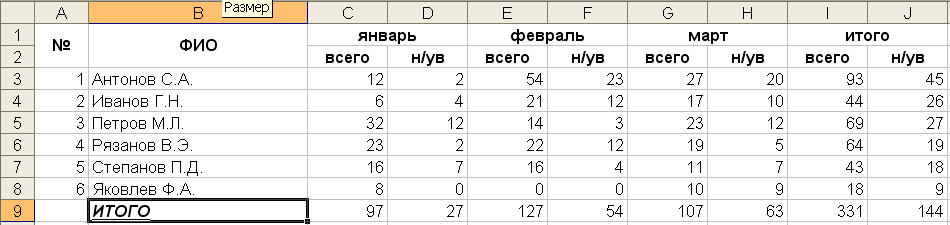 Размер
A B C D E F G H I J
1 № ФИО январь февраль март итого
2 всего н/ув всего н/ув всего н/ув всего н/ув
3 1 Антонов С.А. 12 2 54 23 27 20 93 45
4 2 Иванов Г.Н. 6 4 21 12 17 10 44 26
5 3 Петров М.Л. 32 12 14 3 23 12 69 27
6 4 Рязанов В.Э. 23 2 22 12 19 5 64 19
7 5 Степанов П.Д. 16 7 16 4 11 7 43 18
8 6 Яковлев Ф.А. 8 0 0 0 10 9 18 9
9 ИТОГО 97 27 127 54 107 63 331 144